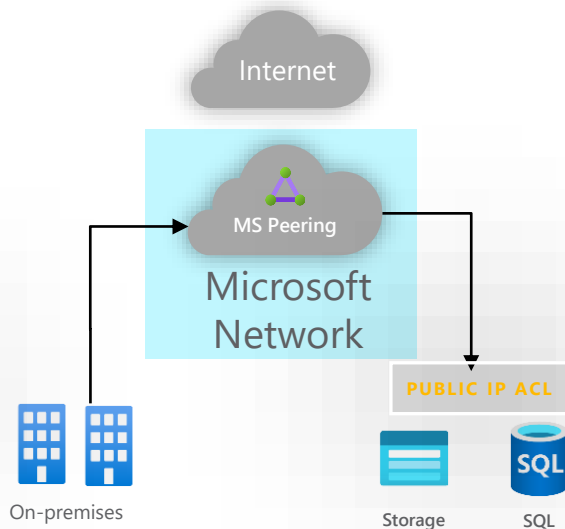 Internet
MS Peering
Microsoft
Network
PUBLIC IP ACL
SQL
On-premises
Storage
SQL